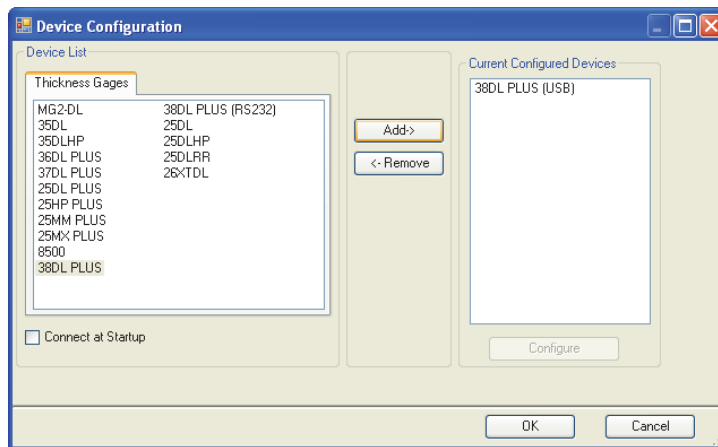 Device Configuration
Device List
Thickness Gages
MG2-DL
35DL
35DLHP
36DL PLUS
37DL PLUS
25DL PLUS
25HP PLUS
25MM PLUS
25MX PLUS
8500
38DL PLUS
38DL PLUS (RS232)
25DL
25DLHP
25DLRR
26XTDL
Connect at Startup
Add->
<- Remove
Current Configured Devices
38DL PLUS (USB)
Configure
OK
Cancel